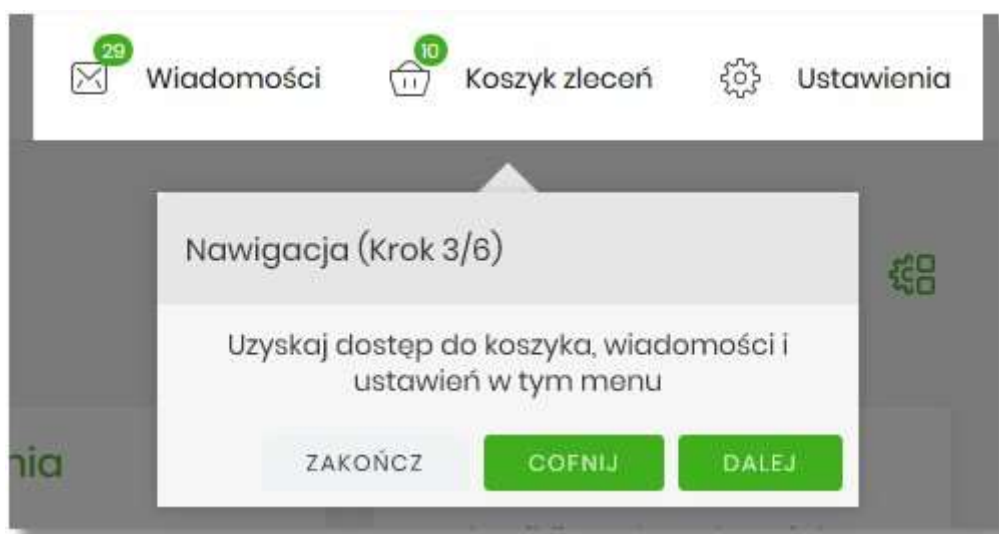 29
Wiadomości
10
Koszyk zleceń
Ustawienia
Nawigacja (Krok 3/6)
Uzyskaj dostęp do koszyka, wiadomości i
ustawień w tym menu
nia
ZAKOŃCZ
COFNIJ
DALEJ